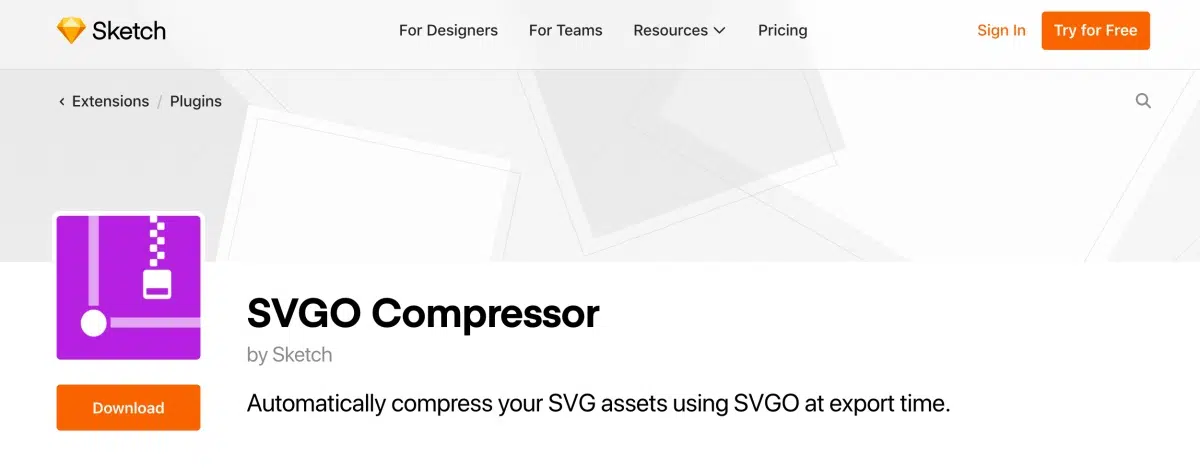 Sketch For Designers For Teams Resources Pricing Sign In Try for Free
‹ Extensions / Plugins
SVGO Compressor
by Sketch
Download
Automatically compress your SVG assets using SVGO at export time.